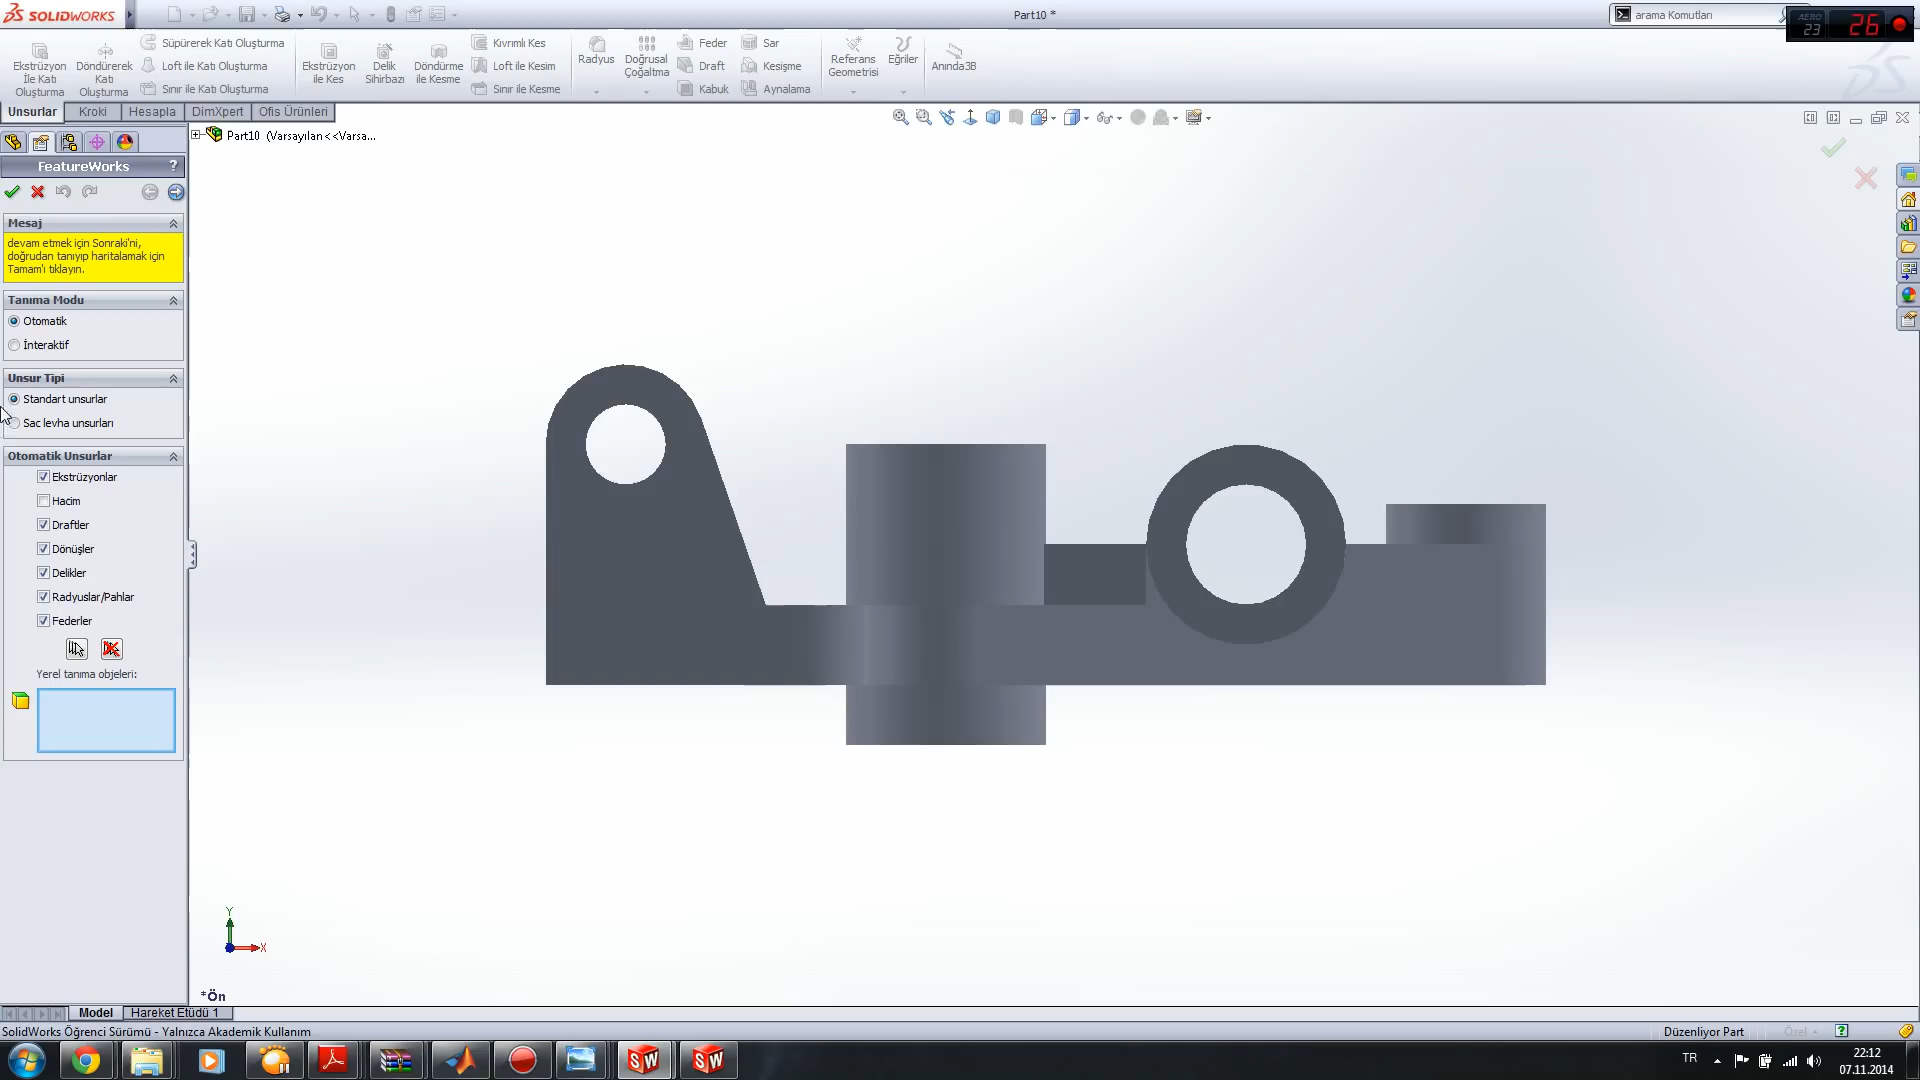 SOLIDWORKS
Part10 *
arama Komutları
AERO
23
26
Ekstrüzyon
İle Katı
Oluşturma
Döndürerek
Katı
Oluşturma
Süpürerek Katı Oluşturma
Loft ile Katı Oluşturma
Sınır ile Katı Oluşturma
Ekstrüzyon
ile Kes
Delik
Sihirbazı
Döndürme
ile Kesme
Kıvrımlı Kes
Loft ile Kesim
Sınır ile Kesme
Radyus
Doğrusal
Çoğaltma
Feder
Draft
Kabuk
Sar
Kesişme
Aynalama
Referans
Geometrisi
Eğriler
Anında3B
Unsurlar
Kroki
Hesapla
DimXpert
Ofis Ürünleri
Part10 (Varsayılan<<Varsa...
FeatureWorks
?
Mesaj
devam etmek için Sonraki'ni,
doğrudan tanıyıp haritalamak için
Tamam'ı tıklayın.
Tanıma Modu
Otomatik
İnteraktif
Unsur Tipi
Standart unsurlar
Sac levha unsurları
Otomatik Unsurlar
Ekstrüzyonlar
Hacim
Draftler
Dönüşler
Delikler
Radyuslar/Pahlar
Federler
Yerel tanıma objeleri:
Y
X
*Ön
Model
Hareket Etüdü 1
SolidWorks Öğrenci Sürümü - Yalnızca Akademik Kullanım
Düzenliyor Part
Özel
?
SW
SW
TR
22:12
07.11.2014